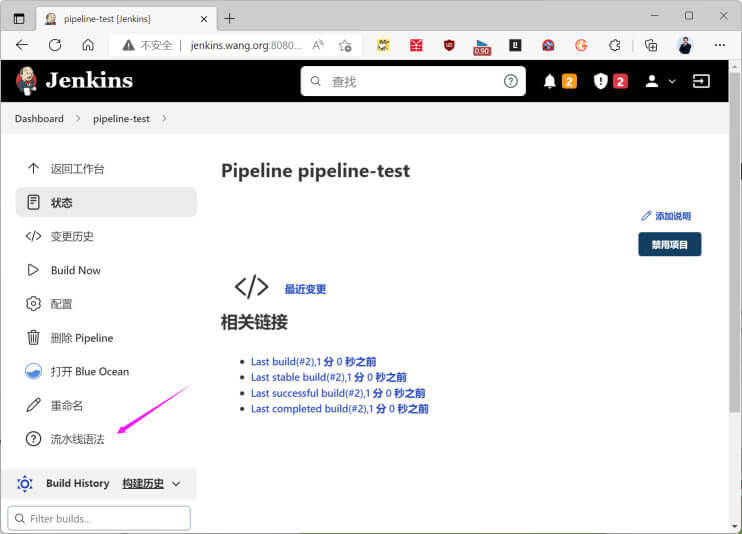 pipeline-test [Jenkins]
不安全 jenkins.wang.org:8080...
0.90
Jenkins
查找
2
2
Dashboard
pipeline-test
返回工作台
状态
变更历史
Build Now
配置
删除 Pipeline
打开 Blue Ocean
重命名
流水线语法
Build History 构建历史
Filter builds...
Pipeline pipeline-test
添加说明
禁用项目
最近变更
相关链接
Last build(#2),1 分 0 秒之前
Last stable build(#2),1 分 0 秒之前
Last successful build(#2),1 分 0 秒之前
Last completed build(#2),1 分 0 秒之前